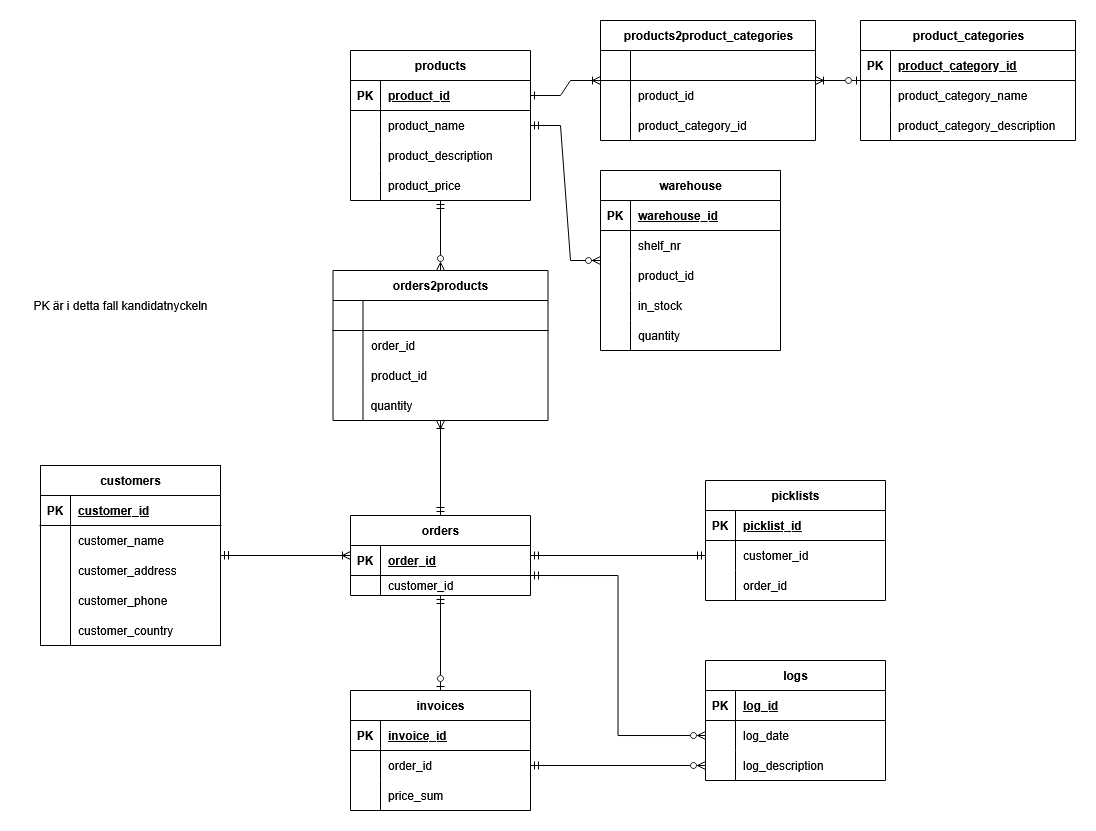 products
PK product_id
product_name
product_description
product_price
products2product_categories
product_id
product_category_id
product_categories
PK product_category_id
product_category_name
product_category_description
warehouse
PK warehouse_id
shelf_nr
product_id
in_stock
quantity
PK är i detta fall kandidatnyckeln
orders2products
order_id
product_id
quantity
customers
PK customer_id
customer_name
customer_address
customer_phone
customer_country
orders
PK order_id
customer_id
picklists
PK picklist_id
customer_id
order_id
invoices
PK invoice_id
order_id
price_sum
logs
PK log_id
log_date
log_description